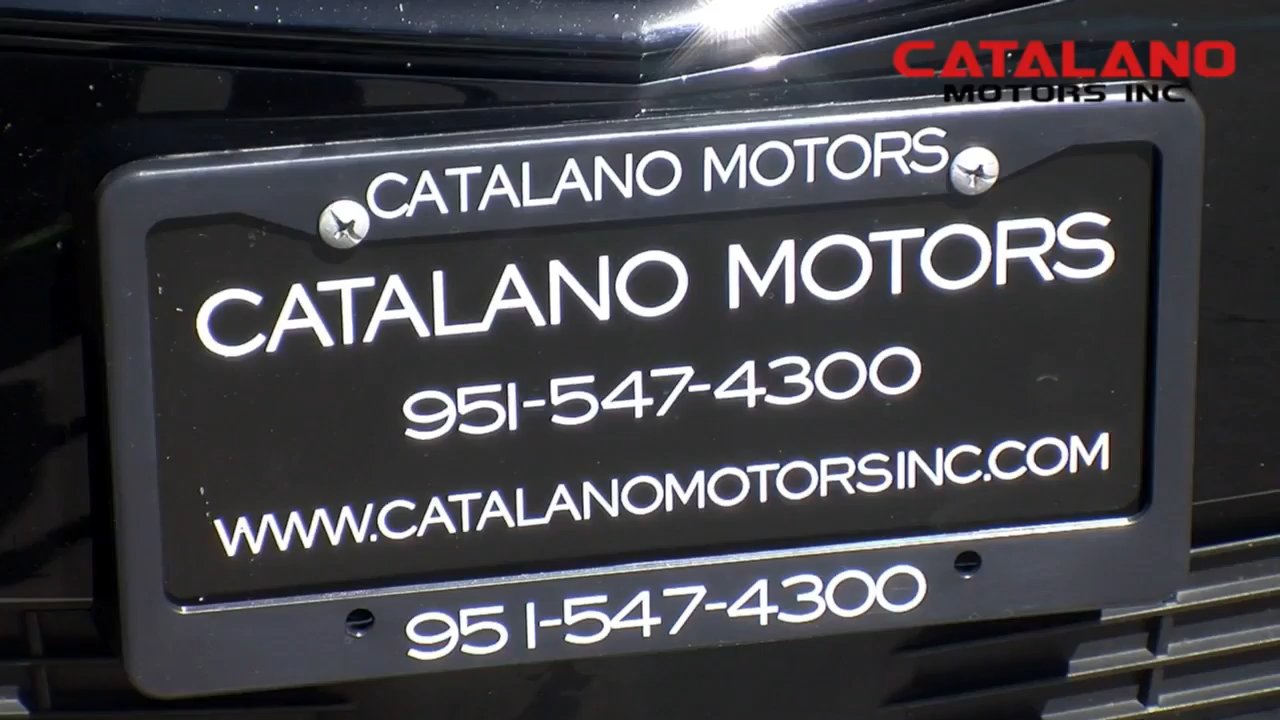 CATALANO
MOTORS INC
CATALANO MOTORS
CATALANO MOTORS
951-547-4300
WWW.CATALANOMOTORSINC.COM
951-547-4300